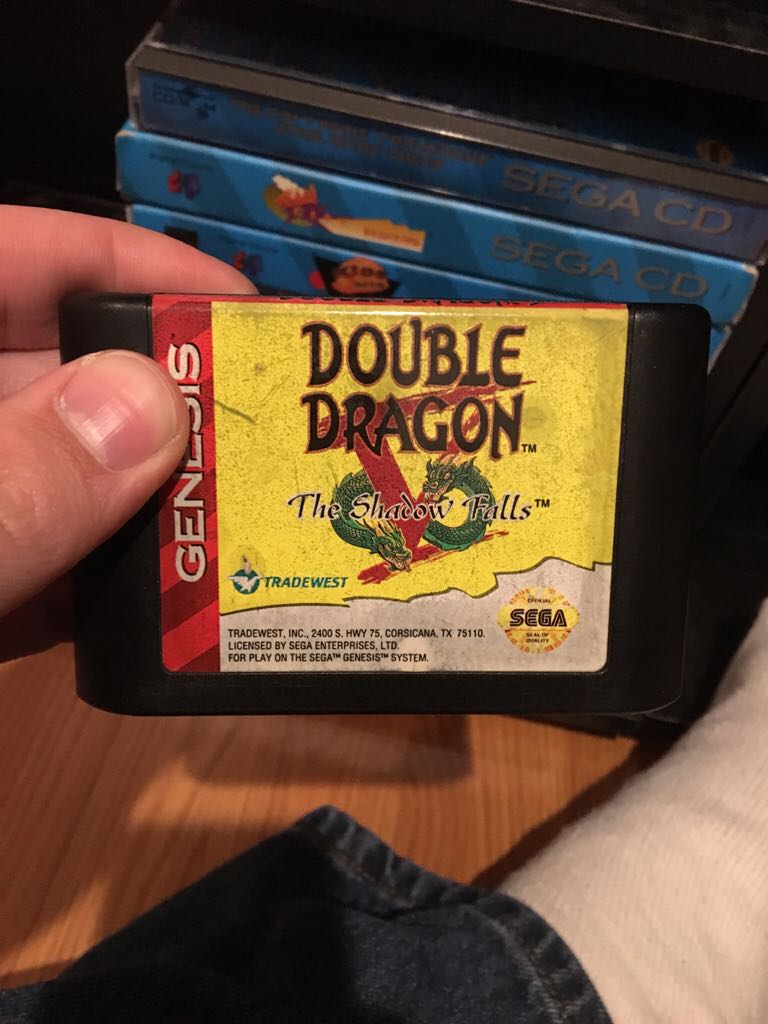 SEGA CD
SEGA CD
GENESIS
DOUBLE
DRAGON™
V
The Shadow Falls™
TRADEWEST
TRADEWEST, INC., 2400 S. HWY 75, CORSICANA, TX 75110.
LICENSED BY SEGA ENTERPRISES, LTD.
FOR PLAY ON THE SEGA™ GENESIS™ SYSTEM.
OFFICIAL
SEGA
SEAL OF
QUALITY